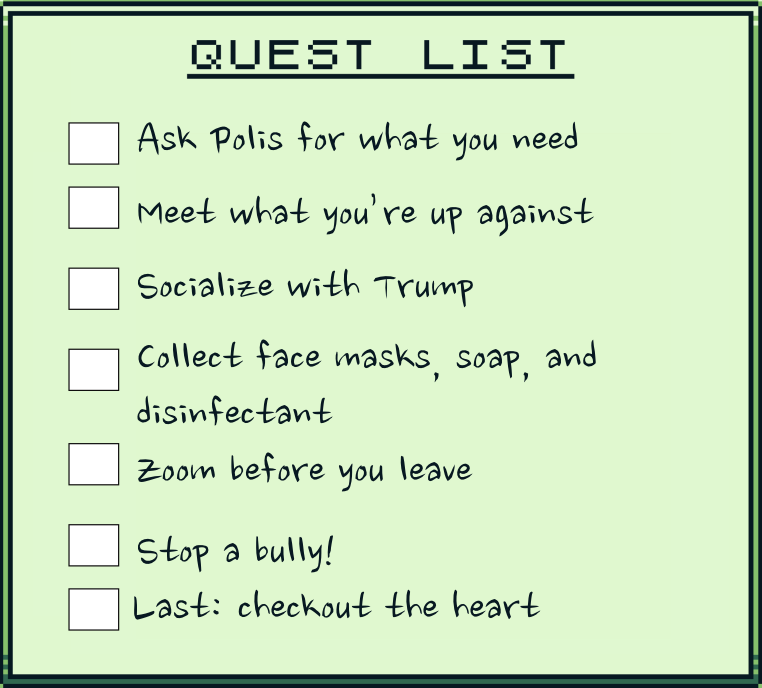 QUEST LIST
Ask Polis for what you need
Meet what you're up against
Socialize with Trump
Collect face masks, soap, and
disinfectant
Zoom before you leave
Stop a bully!
Last: checkout the heart